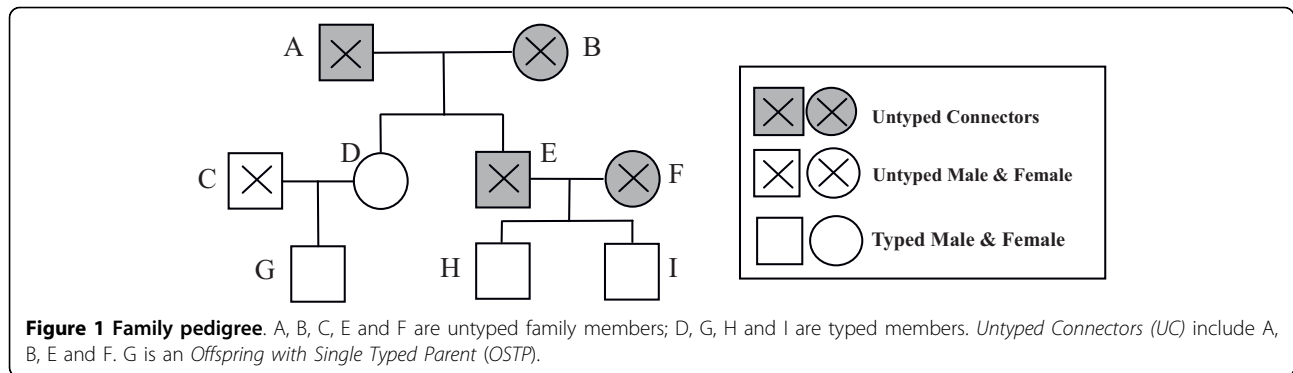 A
B
Untyped Connectors
D
E
C
F
Untyped Male & Female
Typed Male & Female
G
H
I
Figure 1 Family pedigree. A, B, C, E and F are untyped family members; D, G, H and I are typed members. Untyped Connectors (UC) include A,
B, E and F. G is an Offspring with Single Typed Parent (OSTP).